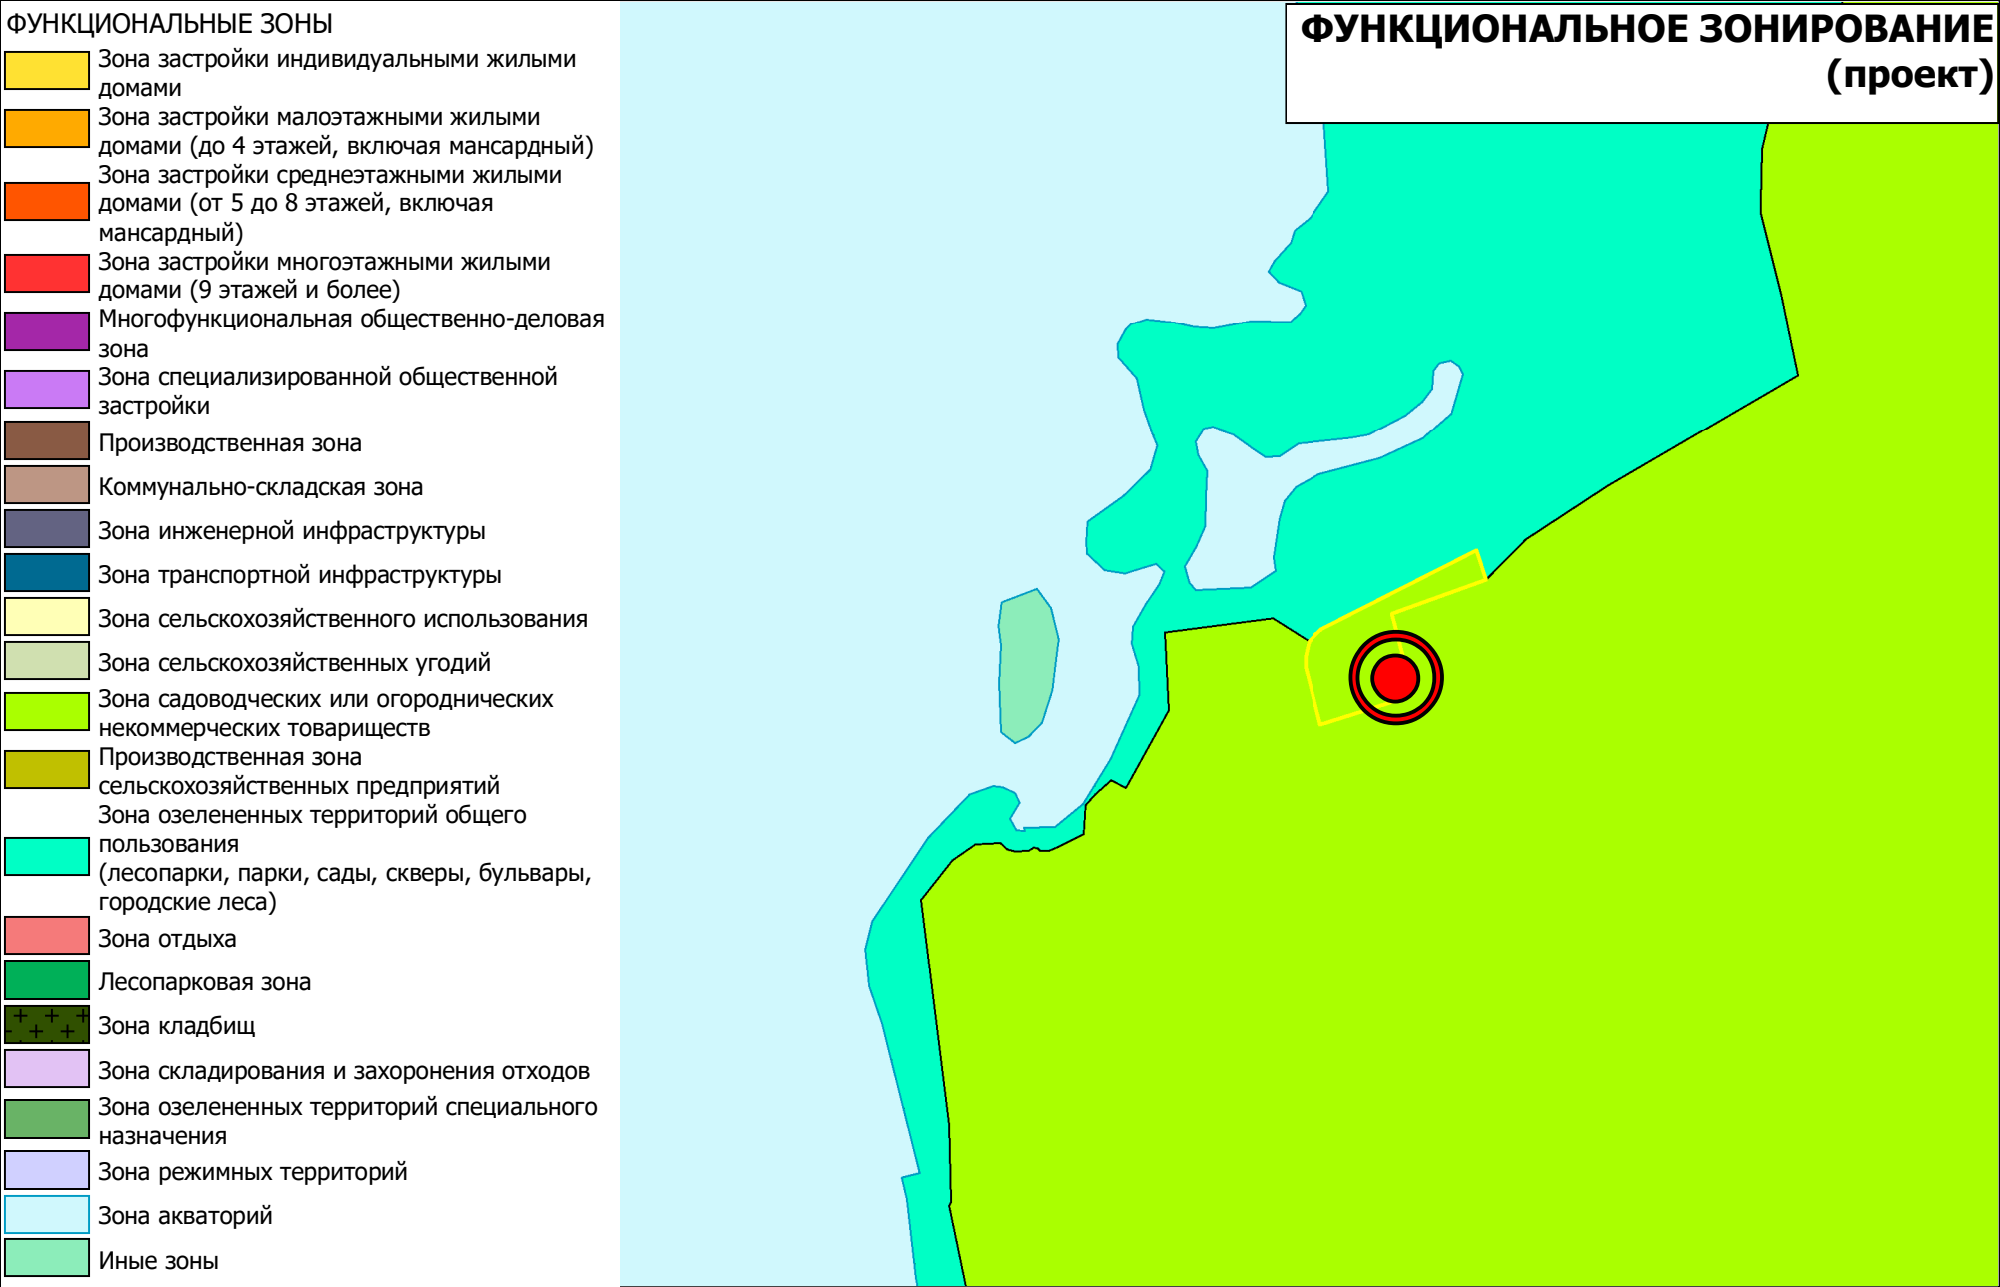 ФУНКЦИОНАЛЬНЫЕ ЗОНЫ
Зона застройки индивидуальными жилыми
домами
Зона застройки малоэтажными жилыми
домами (до 4 этажей, включая мансардный)
Зона застройки среднеэтажными жилыми
домами (от 5 до 8 этажей, включая
мансардный)
Зона застройки многоэтажными жилыми
домами (9 этажей и более)
Многофункциональная общественно-деловая
зона
Зона специализированной общественной
застройки
Производственная зона
Коммунально-складская зона
Зона инженерной инфраструктуры
Зона транспортной инфраструктуры
Зона сельскохозяйственного использования
Зона сельскохозяйственных угодий
Зона садоводческих или огороднических
некоммерческих товариществ
Производственная зона
сельскохозяйственных предприятий
Зона озелененных территорий общего
пользования
(лесопарки, парки, сады, скверы, бульвары,
городские леса)
Зона отдыха
Лесопарковая зона
Зона кладбищ
Зона складирования и захоронения отходов
Зона озелененных территорий специального
назначения
Зона режимных территорий
Зона акваторий
Иные зоны
ФУНКЦИОНАЛЬНОЕ ЗОНИРОВАНИЕ
(проект)